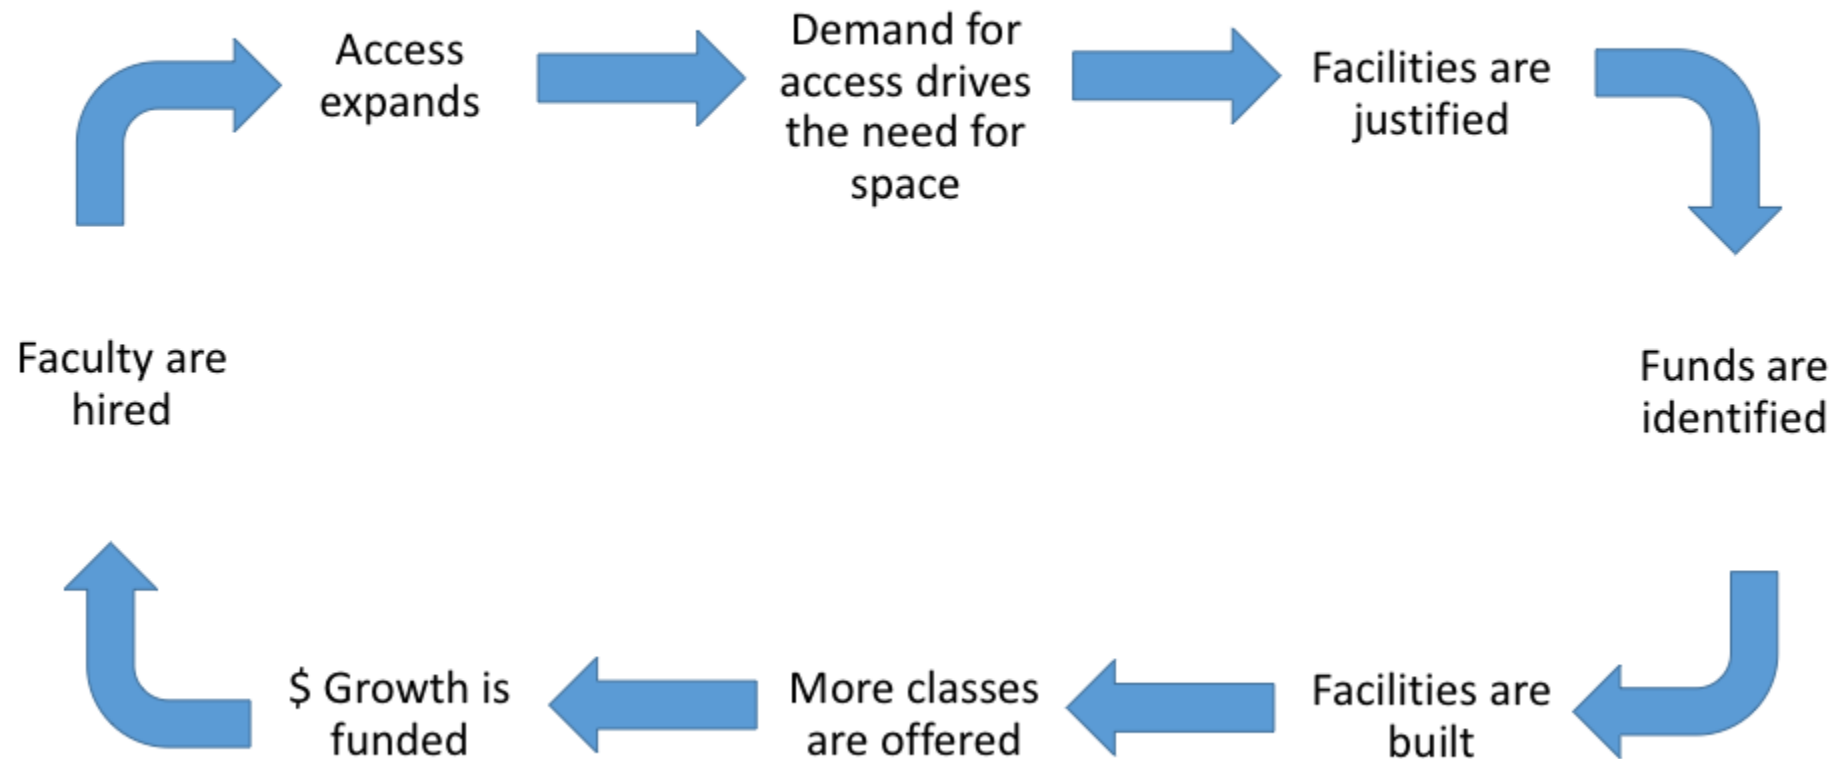 Access
expands
Demand for
access drives
the need for
space
Facilities are
justified
Funds are
identified
Facilities are
built
More classes
are offered
$ Growth is
funded
Faculty are
hired